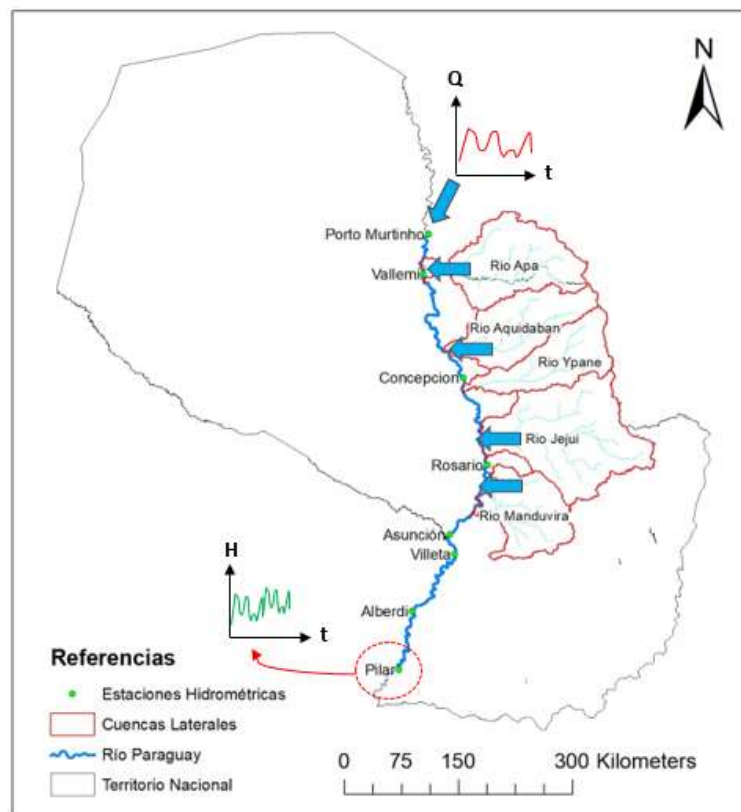 N
Q
t
Porto Murtinho
Vallemi
Rio Apa
Rio Aquidaban
Rio Ypane
Concepcion
Rio Jejui
Rosario
Rio Manduvira
Asunción
Villeta
H
t
Alberdi
Pilar
Referencias
Estaciones Hidrométricas
Cuencas Laterales
Río Paraguay
Territorio Nacional
0 75 150 300 Kilometers